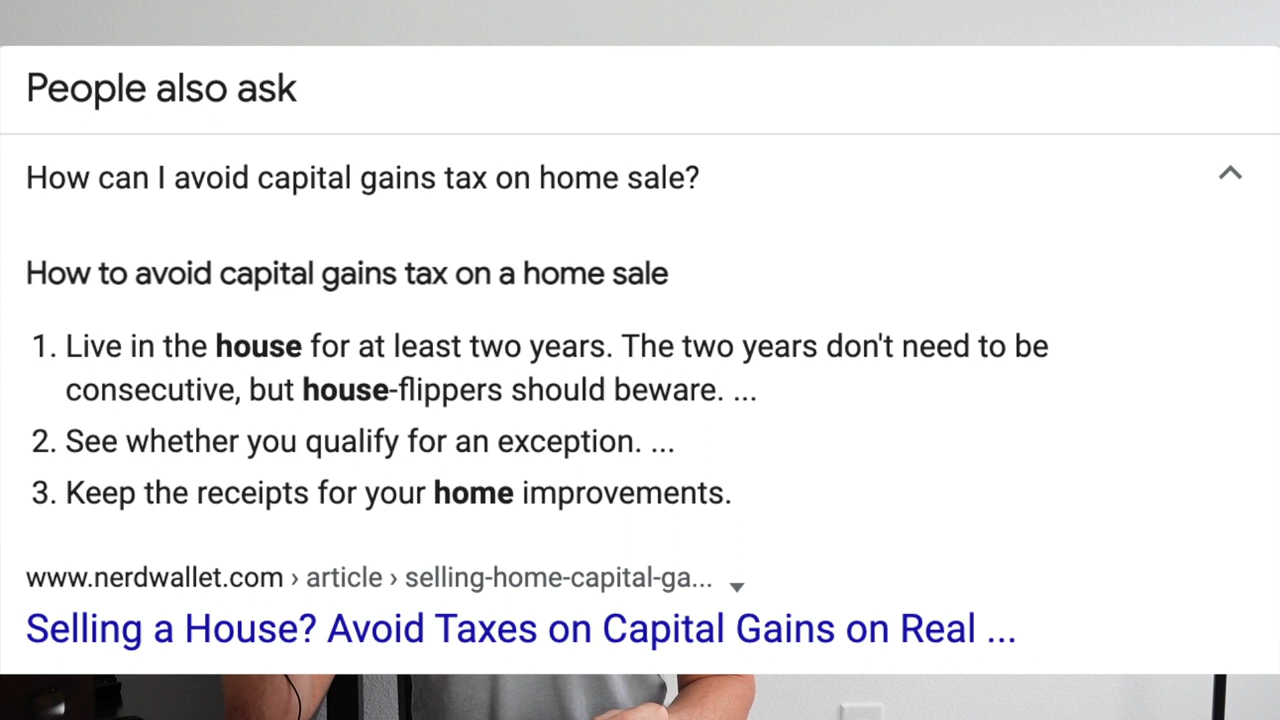 People also ask
How can I avoid capital gains tax on home sale?
How to avoid capital gains tax on a home sale
1. Live in the house for at least two years. The two years don't need to be
consecutive, but house-flippers should beware. ...
2. See whether you qualify for an exception. ...
3. Keep the receipts for your home improvements.
www.nerdwallet.com › article › selling-home-capital-ga...
Selling a House? Avoid Taxes on Capital Gains on Real ...